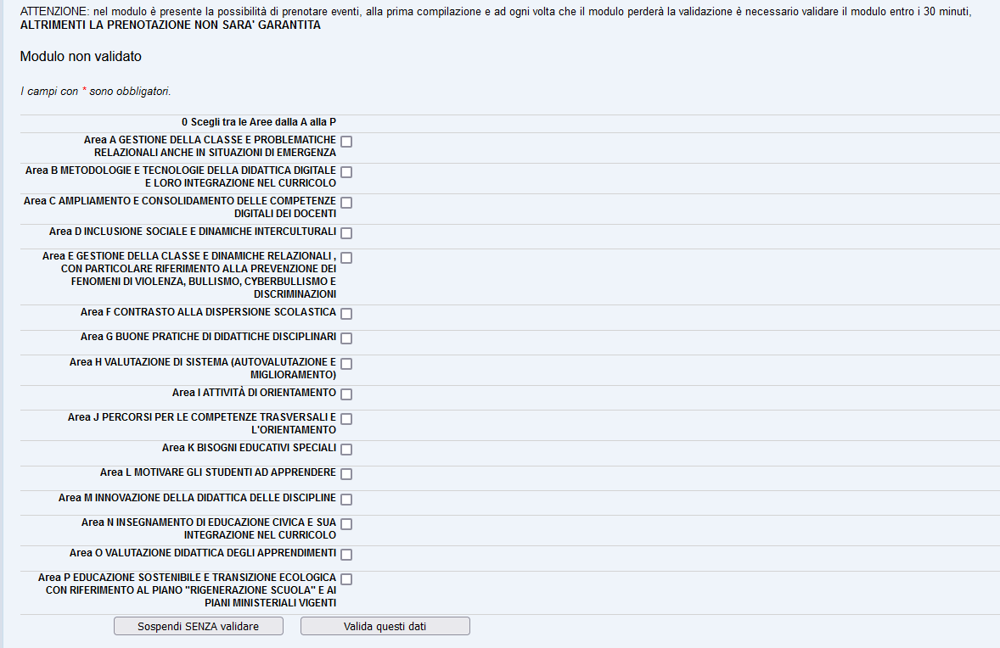 ATTENZIONE: nel modulo è presente la possibilità di prenotare eventi, alla prima compilazione e ad ogni volta che il modulo perderà la validazione è necessario validare il modulo entro i 30 minuti,
ALTRIMENTI LA PRENOTAZIONE NON SARA' GARANTITA
Modulo non validato
I campi con * sono obbligatori.
0 Scegli tra le Aree dalla A alla P
Area A GESTIONE DELLA CLASSE E PROBLEMATICHE
RELAZIONALI ANCHE IN SITUAZIONI DI EMERGENZA
Area B METODOLOGIE E TECNOLOGIE DELLA DIDATTICA DIGITALE
E LORO INTEGRAZIONE NEL CURRICOLO
Area C AMPLIAMENTO E CONSOLIDAMENTO DELLE COMPETENZE
DIGITALI DEI DOCENTI
Area D INCLUSIONE SOCIALE E DINAMICHE INTERCULTURALI
Area E GESTIONE DELLA CLASSE E DINAMICHE RELAZIONALI ,
CON PARTICOLARE RIFERIMENTO ALLA PREVENZIONE DEI
FENOMENI DI VIOLENZA, BULLISMO, CYBERBULLISMO E
DISCRIMINAZIONI
Area F CONTRASTO ALLA DISPERSIONE SCOLASTICA
Area G BUONE PRATICHE DI DIDATTICHE DISCIPLINARI
Area H VALUTAZIONE DI SISTEMA (AUTOVALUTAZIONE E
MIGLIORAMENTO)
Area I ATTIVITÀ DI ORIENTAMENTO
Area J PERCORSI PER LE COMPETENZE TRASVERSALI E
L'ORIENTAMENTO
Area K BISOGNI EDUCATIVI SPECIALI
Area L MOTIVARE GLI STUDENTI AD APPRENDERE
Area M INNOVAZIONE DELLA DIDATTICA DELLE DISCIPLINE
Area N INSEGNAMENTO DI EDUCAZIONE CIVICA E SUA
INTEGRAZIONE NEL CURRICOLO
Area O VALUTAZIONE DIDATTICA DEGLI APPRENDIMENTI
Area P EDUCAZIONE SOSTENIBILE E TRANSIZIONE ECOLOGICA
CON RIFERIMENTO AL PIANO "RIGENERAZIONE SCUOLA" E AI
PIANI MINISTERIALI VIGENTI
Sospendi SENZA validare Valida questi dati